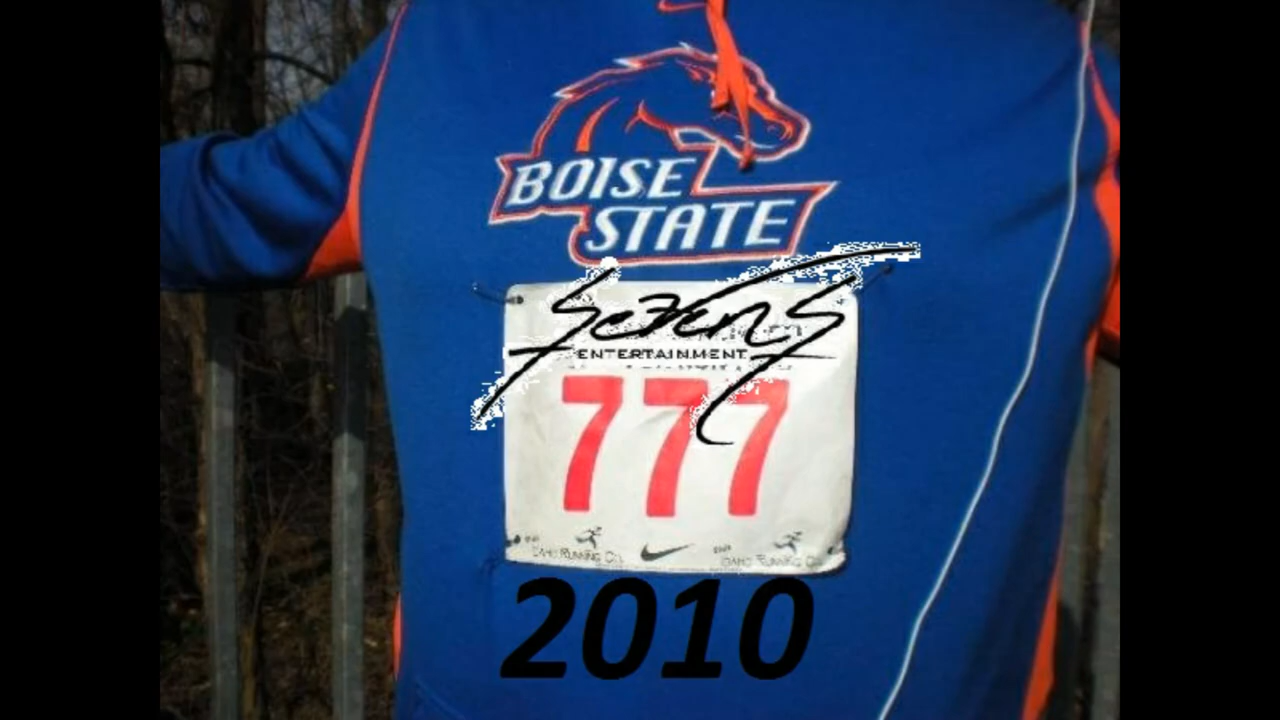 BOISE
STATE
SevenS
ENTERTAINMENT
777
IDAHO RUNNING CO. IDAHO RUNNING CO.
2010